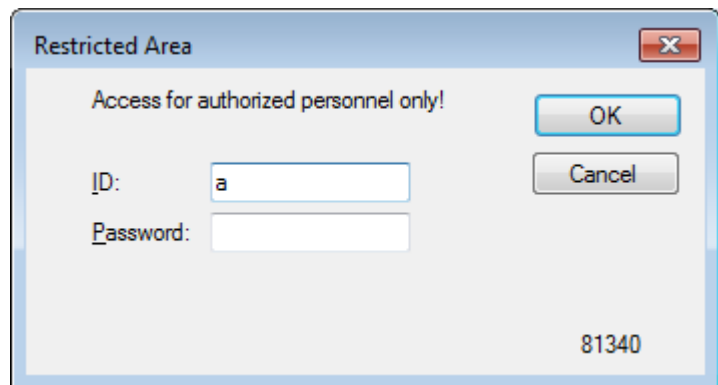 Restricted Area
Access for authorized personnel only!
OK
ID: a
Cancel
Password:
81340